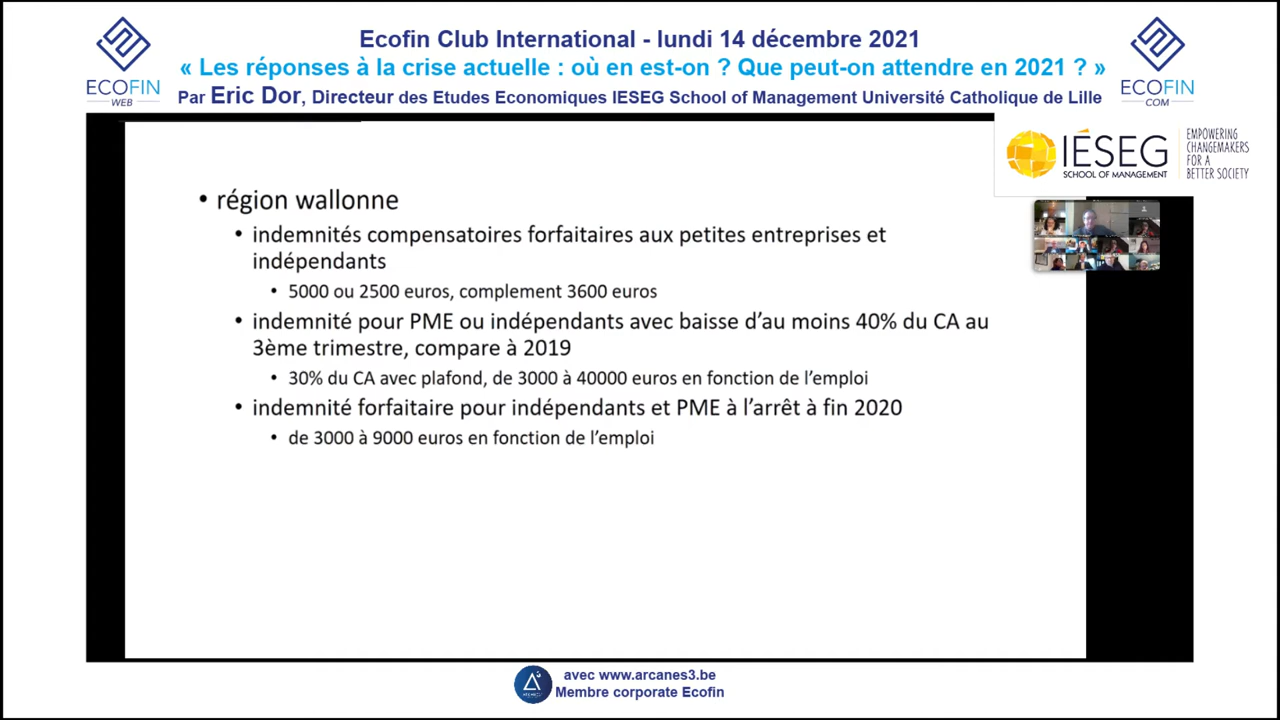 Ecofin Club International - lundi 14 décembre 2021
« Les réponses à la crise actuelle : où en est-on ? Que peut-on attendre en 2021 ? »
Par Eric Dor, Directeur des Etudes Economiques IESEG School of Management Université Catholique de Lille
ECOFIN
WEB
ECOFIN
COM
IÉSEG
SCHOOL OF MANAGEMENT
EMPOWERING
CHANGEMAKERS
FOR A
BETTER SOCIETY
• région wallonne
• indemnités compensatoires forfaitaires aux petites entreprises et
indépendants
• 5000 ou 2500 euros, complement 3600 euros
• indemnité pour PME ou indépendants avec baisse d’au moins 40% du CA au
3ème trimestre, compare à 2019
• 30% du CA avec plafond, de 3000 à 40000 euros en fonction de l’emploi
• indemnité forfaitaire pour indépendants et PME à l’arrêt à fin 2020
• de 3000 à 9000 euros en fonction de l’emploi
avec www.arcanes3.be
Membre corporate Ecofin